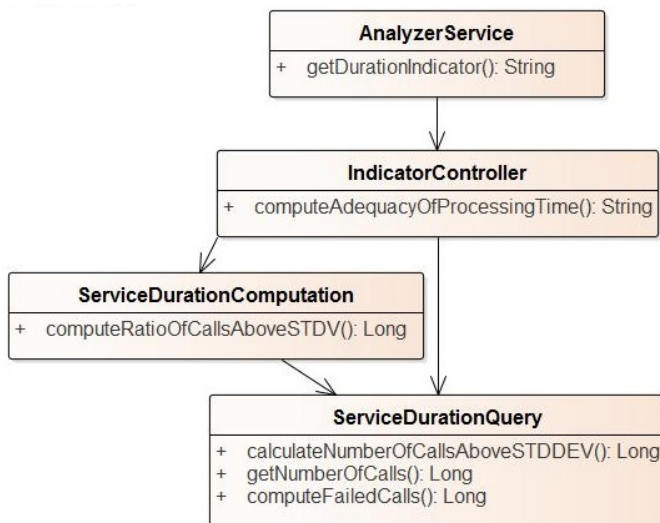 AnalyzerService
+ getDurationIndicator(): String
IndicatorController
+ computeAdequacyOfProcessingTime(): String
ServiceDurationComputation
+ computeRatioOfCallsAboveSTDV(): Long
ServiceDurationQuery
+ calculateNumberOfCallsAboveSTDDEV(): Long
+ getNumberOfCalls(): Long
+ computeFailedCalls(): Long